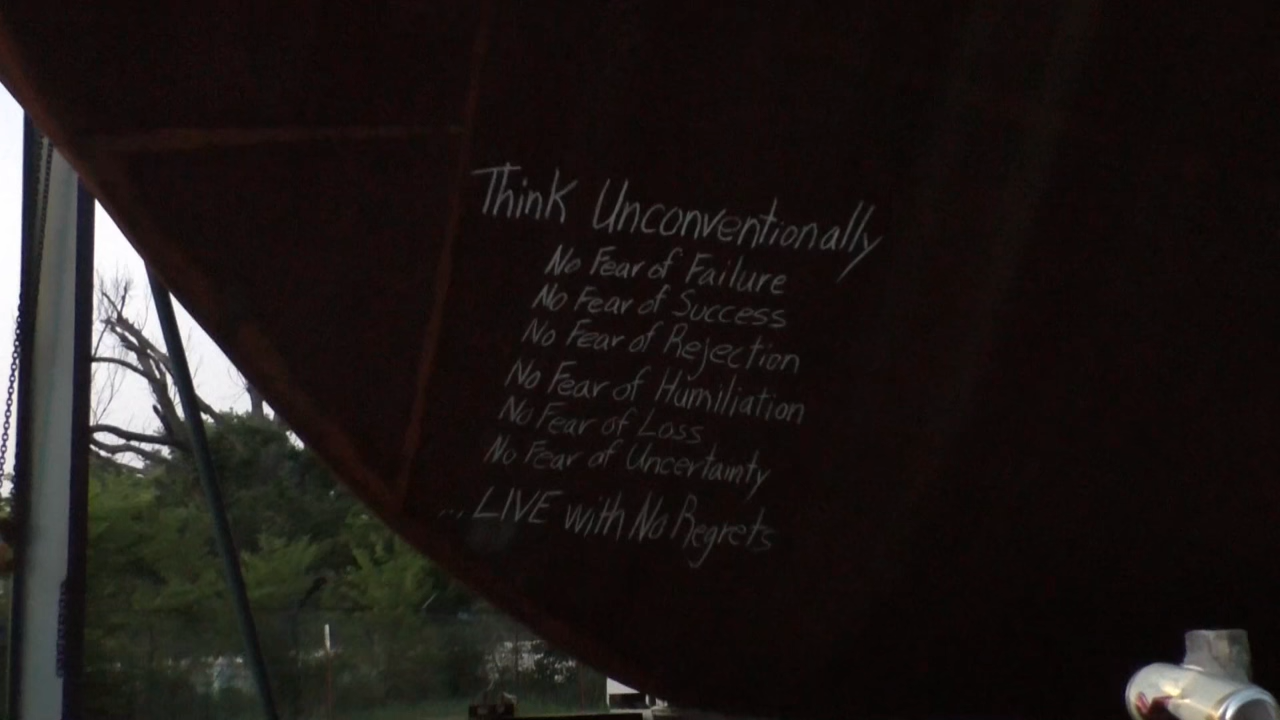 Think Unconventionally
No Fear of Failure
No Fear of Success
No Fear of Rejection
No Fear of Humiliation
No Fear of Loss
No Fear of Uncertainty
...LIVE with No Regrets